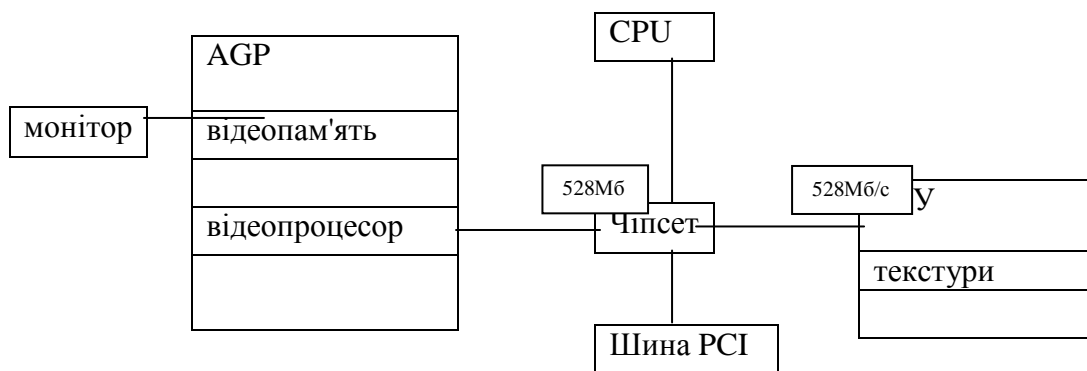 CPU
AGP
монітор
відеопам'ять
528Мб
528Мб/с
У
відеопроцесор
Чіпсет
текстури
Шина PCI